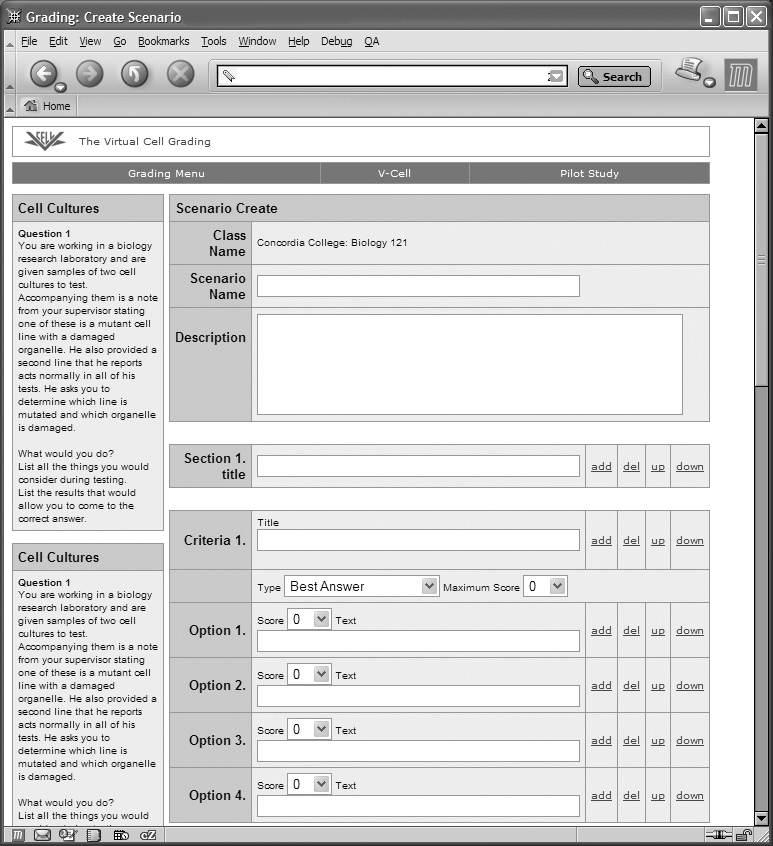 Grading: Create Scenario
File Edit View Go Bookmarks Tools Window Help Debug QA
Search
Home
CELL
The Virtual Cell Grading
Grading Menu V-Cell Pilot Study
Cell Cultures
Question 1
You are working in a biology
research laboratory and are
given samples of two cell
cultures to test.
Accompanying them is a note
from your supervisor stating
one of these is a mutant cell
line with a damaged
organelle. He also provided a
second line that he reports
acts normally in all of his
tests. He asks you to
determine which line is
mutated and which organelle
is damaged.
What would you do?
List all the things you would
consider during testing.
List the results that would
allow you to come to the
correct answer.
Cell Cultures
Question 1
You are working in a biology
research laboratory and are
given samples of two cell
cultures to test.
Accompanying them is a note
from your supervisor stating
one of these is a mutant cell
line with a damaged
organelle. He also provided a
second line that he reports
acts normally in all of his
tests. He asks you to
determine which line is
mutated and which organelle
is damaged.
What would you do?
List all the things you would
Scenario Create
Class
Name
Concordia College: Biology 121
Scenario
Name
Description
Section 1.
title
add del up down
Title
Criteria 1.
add del up down
Type Best Answer Maximum Score 0
Score 0 Text
Option 1.
add del up down
Score 0 Text
Option 2.
add del up down
Score 0 Text
Option 3.
add del up down
Score 0 Text
Option 4.
add del up down